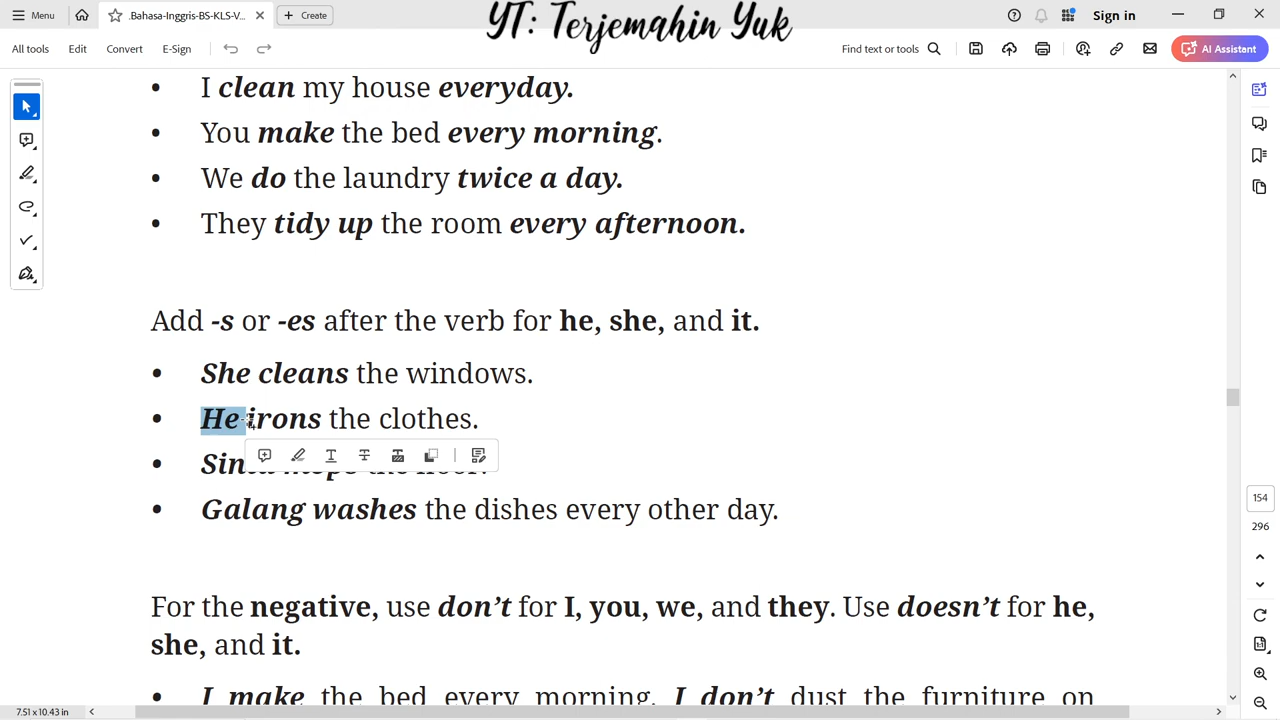 Menu
.Bahasa-Inggris-BS-KLS-V...
Create
YT: Terjemahin Yuk
Sign in
All tools
Edit
Convert
E-Sign
Find text or tools
AI Assistant
• I clean my house everyday.
• You make the bed every morning.
• We do the laundry twice a day.
• They tidy up the room every afternoon.
Add -s or -es after the verb for he, she, and it.
• She cleans the windows.
• He irons the clothes.
• the
• Galang washes the dishes every other day.
For the negative, use don't for I, you, we, and they. Use doesn't for he,
she, and it.
• I make the bed every morning. I don't dust the furniture on
154
296
7.51 x 10.43 in